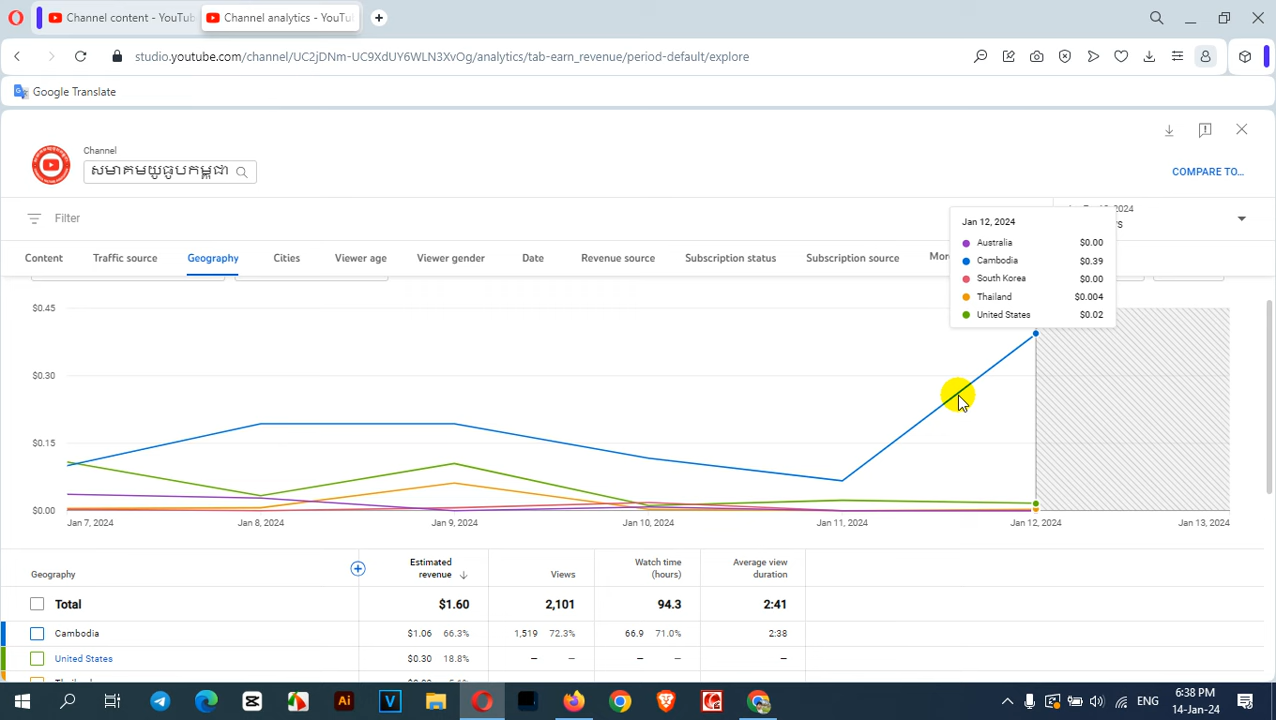 Channel content - YouTu
Channel analytics - YouTu
studio.youtube.com/channel/UC2jDNm-UC9XdUY6WLN3XvOg/analytics/tab-earn_revenue/period-default/explore
Google Translate
Channel
សមាគមយូធូបកម្ពុជា
COMPARE TO...
Filter
2024
Content Traffic source Geography Cities Viewer age Viewer gender Date Revenue source Subscription status Subscription source
Jan 12, 2024
Australia $0.00
Cambodia $0.39
South Korea $0.00
Thailand $0.004
United States $0.02
$0.45
$0.30
$0.15
$0.00
Jan 7, 2024 Jan 8, 2024 Jan 9, 2024 Jan 10, 2024 Jan 11, 2024 Jan 12, 2024 Jan 13, 2024
Geography
Estimated revenue
Views
Watch time (hours)
Average view duration
Total $1.60 2,101 94.3 2:41
Cambodia $1.06 66.3% 1,519 72.3% 66.9 71.0% 2:38
United States $0.30 18.8% – – – – –
ENG
6:38 PM
14-Jan-24